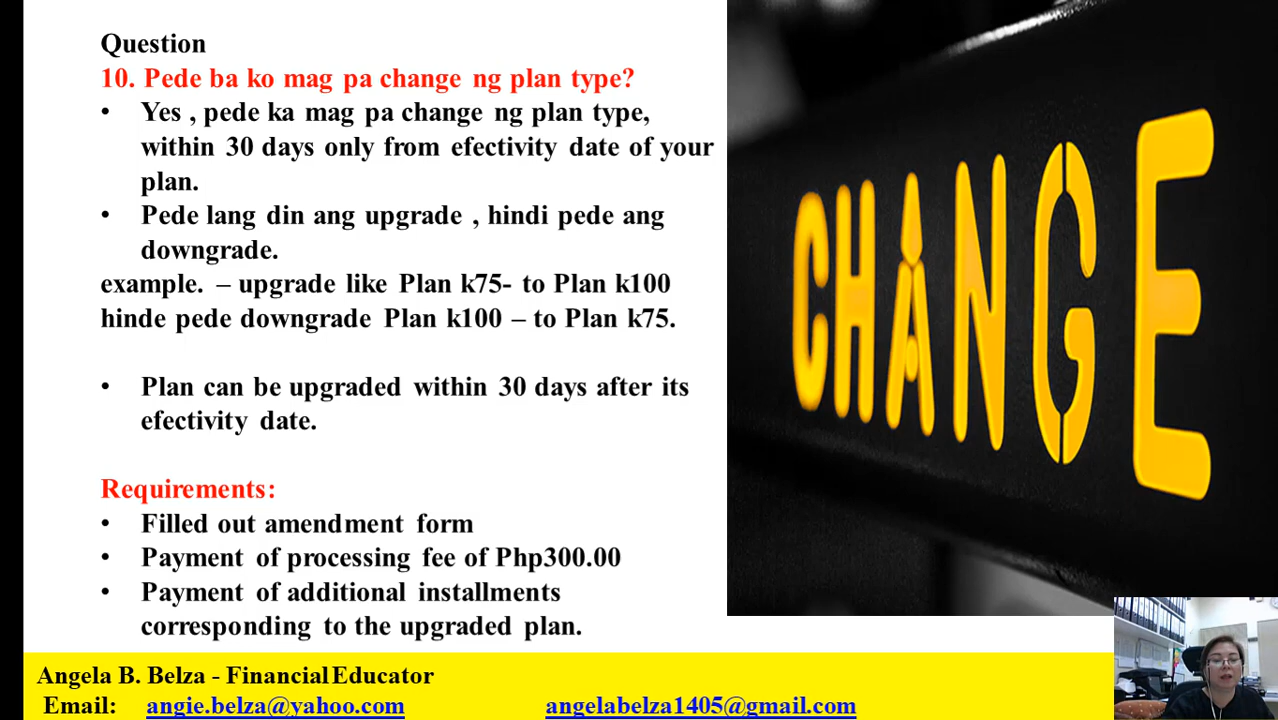 Question
10. Pede ba ko mag pa change ng plan type?
• Yes , pede ka mag pa change ng plan type,
within 30 days only from efectivity date of your
plan.
• Pede lang din ang upgrade , hindi pede ang
downgrade.
example. – upgrade like Plan k75- to Plan k100
hinde pede downgrade Plan k100 – to Plan k75.
• Plan can be upgraded within 30 days after its
efectivity date.
Requirements:
• Filled out amendment form
• Payment of processing fee of Php300.00
• Payment of additional installments
corresponding to the upgraded plan.
CHANGE
Angela B. Belza - Financial Educator
Email: angie.belza@yahoo.com angelabelza1405@gmail.com